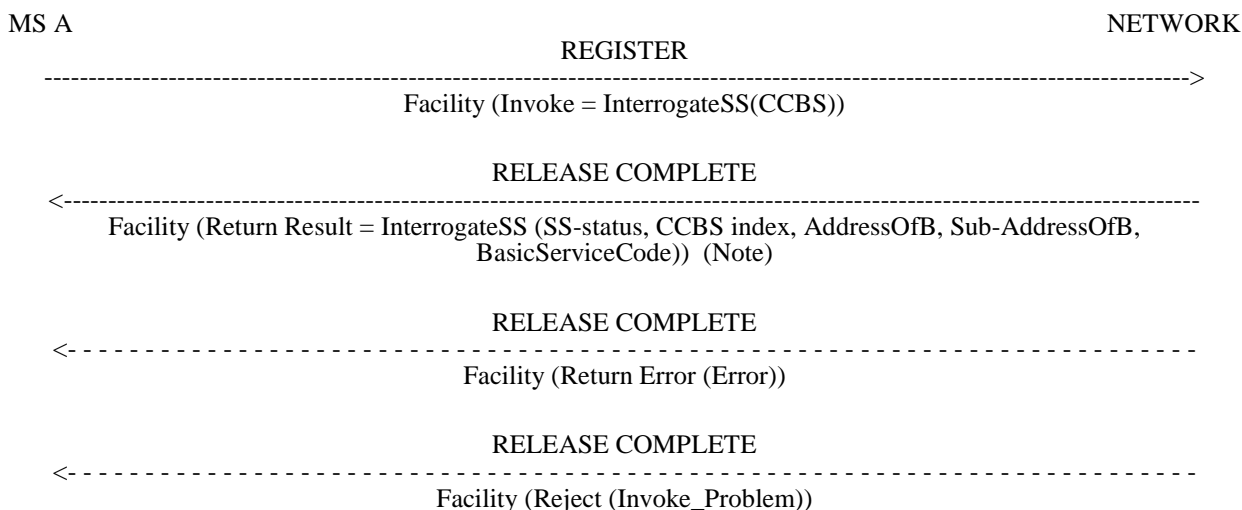 MS A NETWORK
REGISTER
Facility (Invoke = InterrogateSS(CCBS))
RELEASE COMPLETE
Facility (Return Result = InterrogateSS (SS-status, CCBS index, AddressOfB, Sub-AddressOfB,
BasicServiceCode)) (Note)
RELEASE COMPLETE
Facility (Return Error (Error))
RELEASE COMPLETE
Facility (Reject (Invoke_Problem))